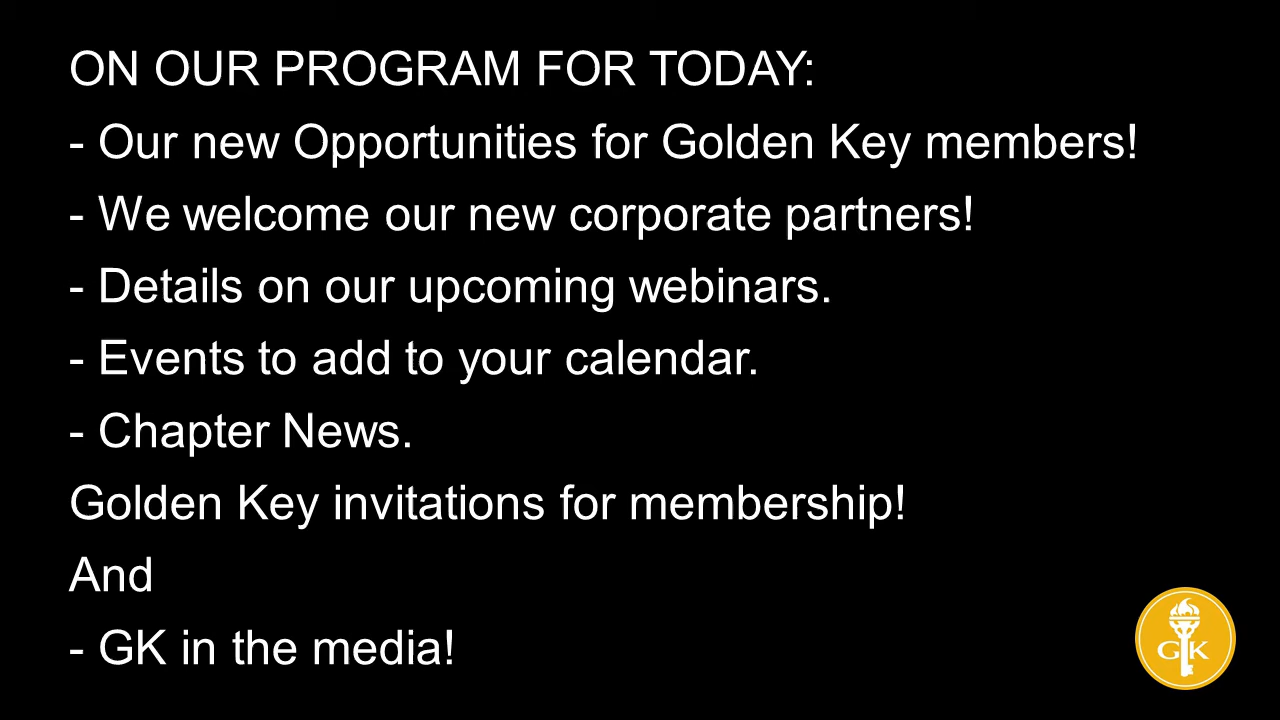 ON OUR PROGRAM FOR TODAY:
- Our new Opportunities for Golden Key members!
- We welcome our new corporate partners!
- Details on our upcoming webinars.
- Events to add to your calendar.
- Chapter News.
Golden Key invitations for membership!
And
- GK in the media!
G K